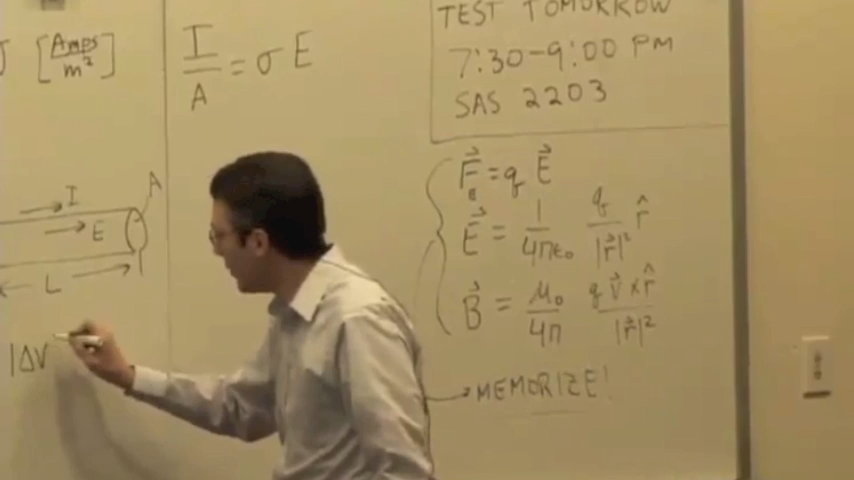 J [Amps/m²]
I/A = σ E
I
A
E
L
|ΔV
TEST TOMORROW
7:30-9:00 PM
SAS 2203
F⃗ = q E⃗
E⃗ = 1/4πε₀ q/|r⃗|² r̂
B⃗ = μ₀/4π q v⃗ × r̂/|r⃗|²
MEMORIZE!